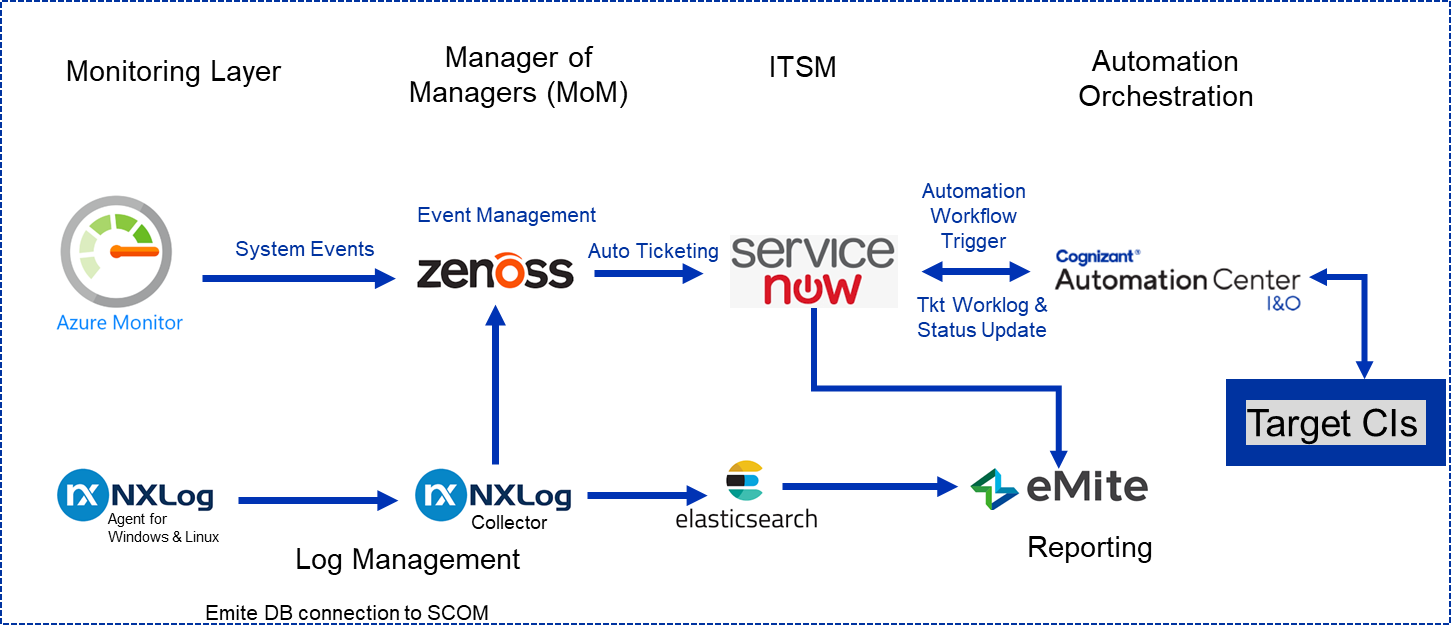 Monitoring Layer
Manager of
Managers (MoM)
ITSM
Automation
Orchestration
Azure Monitor
System Events
Event Management
zenoss
Auto Ticketing
service
now
Automation
Workflow
Trigger
Tkt Worklog &
Status Update
Cognizant®
Automation Center
I&O
Target CIs
nx NXLog
Agent for
Windows & Linux
nx NXLog
Collector
Log Management
elasticsearch
eMite
Reporting
Emite DB connection to SCOM